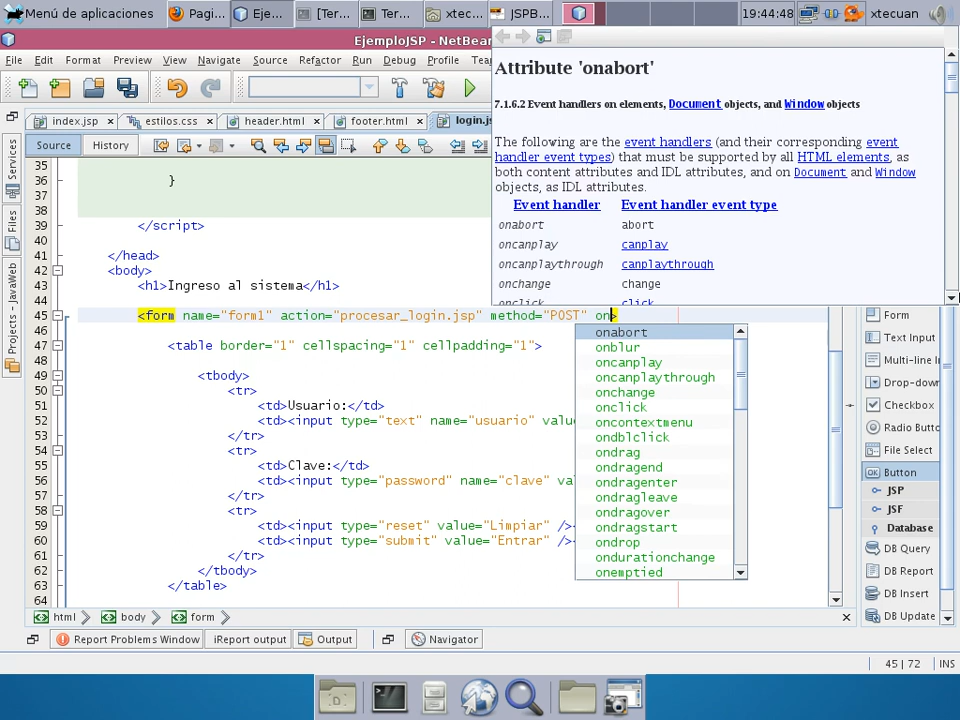 Menú de aplicaciones
Pagi...
Eje...
[Ter...
Ter...
xtec...
JSPB...
19:44:48
xtecuan
EjemploJSP - NetBear
File Edit Format Preview View Navigate Source Refactor Run Debug Profile Tea
index.jsp
estilos.css
header.html
footer.html
login.js
Source History
Services
Files
Projects - JavaWeb
Attribute 'onabort'
7.1.6.2 Event handlers on elements, Document objects, and Window objects
The following are the event handlers (and their corresponding event
handler event types) that must be supported by all HTML elements, as
both content attributes and IDL attributes, and on Document and Window
objects, as IDL attributes.
Event handler Event handler event type
onabort abort
oncanplay canplay
oncanplaythrough canplaythrough
onchange change
onclick click
35
36 }
37
38
39 </script>
40
41 </head>
42 <body>
43 <h1>Ingreso al sistema</h1>
44
45 <form name="form1" action="procesar_login.jsp" method="POST" on>
46
47 <table border="1" cellspacing="1" cellpadding="1">
48
49 <tbody>
50 <tr>
51 <td>Usuario:</td>
52 <td><input type="text" name="usuario" value
53 </tr>
54 <tr>
55 <td>Clave:</td>
56 <td><input type="password" name="clave" va
57 </tr>
58 <tr>
59 <td><input type="reset" value="Limpiar" /><
60 <td><input type="submit" value="Entrar" /><
61 </tr>
62 </tbody>
63 </table>
64
onabort
onblur
oncanplay
oncanplaythrough
onchange
onclick
oncontextmenu
ondblclick
ondrag
ondragend
ondragenter
ondragleave
ondragover
ondragstart
ondrop
ondurationchange
onemptied
Form
Text Input
Multi-line I
Drop-dow
Checkbox
Radio Butto
File Select
Button
JSP
JSF
Database
DB Query
DB Report
DB Insert
DB Update
html body form
Report Problems Window
iReport output
Output
Navigator
45 | 72 INS